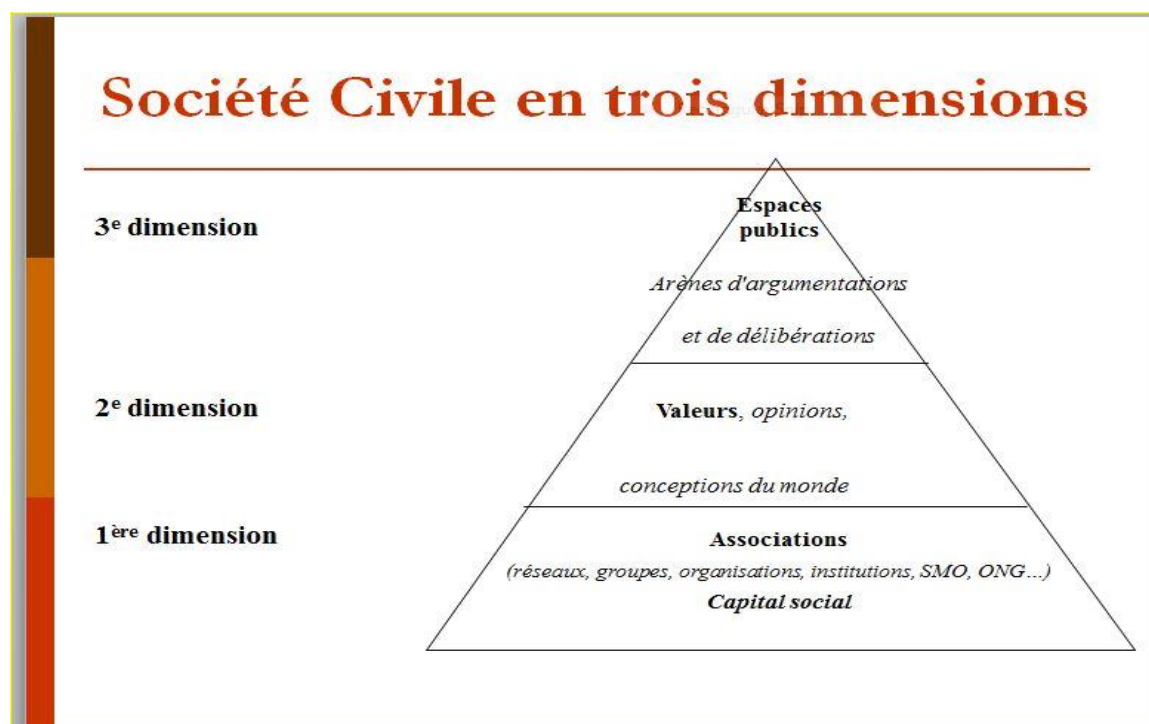 Société Civile en trois dimensions
3e dimension
Espaces
publics
Arènes d'argumentations
et de délibérations
2e dimension
Valeurs, opinions,
conceptions du monde
1ère dimension
Associations
(réseaux, groupes, organisations, institutions, SMO, ONG...)
Capital social